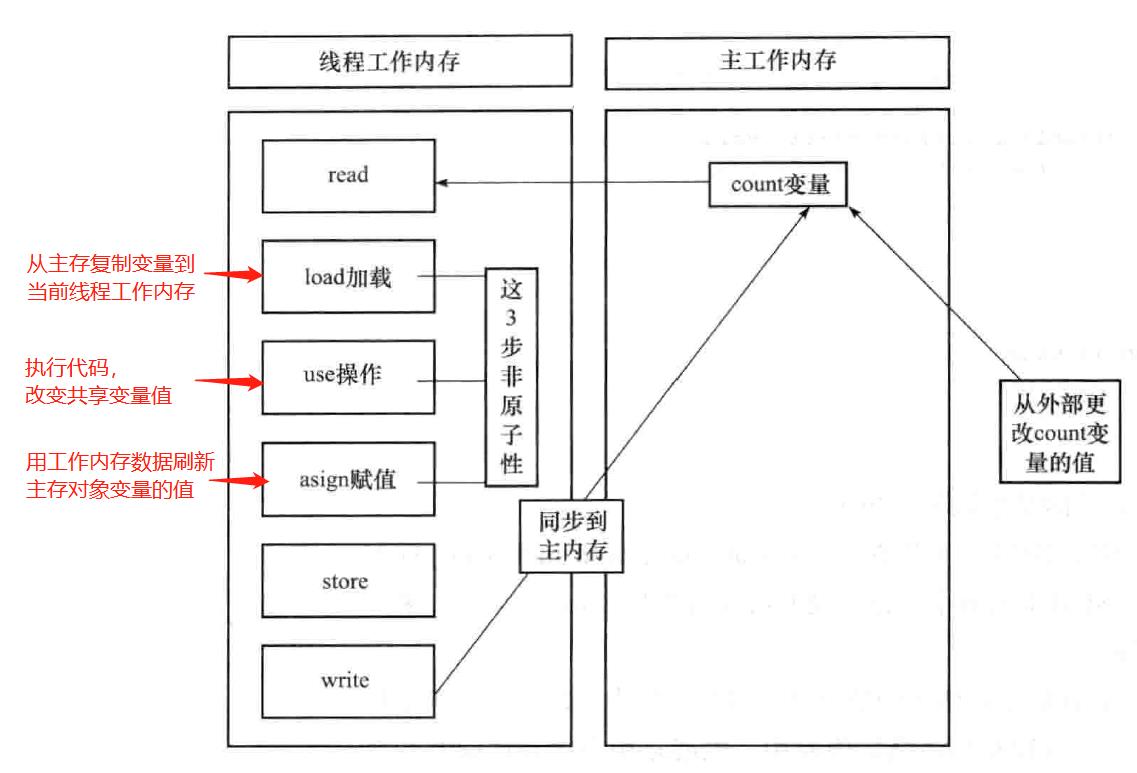 线程工作内存
主工作内存
read
count变量
load加载
从主存复制变量到
当前线程工作内存
这
3
步
非
原
子
性
use操作
执行代码，
改变共享变量值
从外部更
改count变
量的值
asign赋值
用工作内存数据刷新
主存对象变量的值
同步到
主内存
store
write